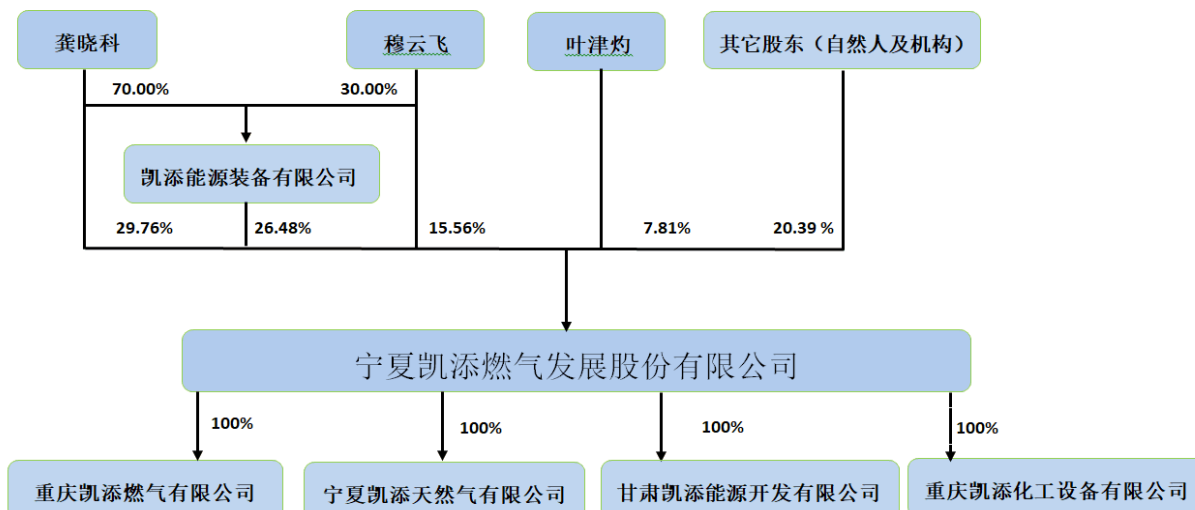 龚晓科
穆云飞
叶津灼
其它股东（自然人及机构）
70.00%
30.00%
凯添能源装备有限公司
29.76%
26.48%
15.56%
7.81%
20.39 %
宁夏凯添燃气发展股份有限公司
100%
100%
100%
100%
重庆凯添燃气有限公司
宁夏凯添天然气有限公司
甘肃凯添能源开发有限公司
重庆凯添化工设备有限公司